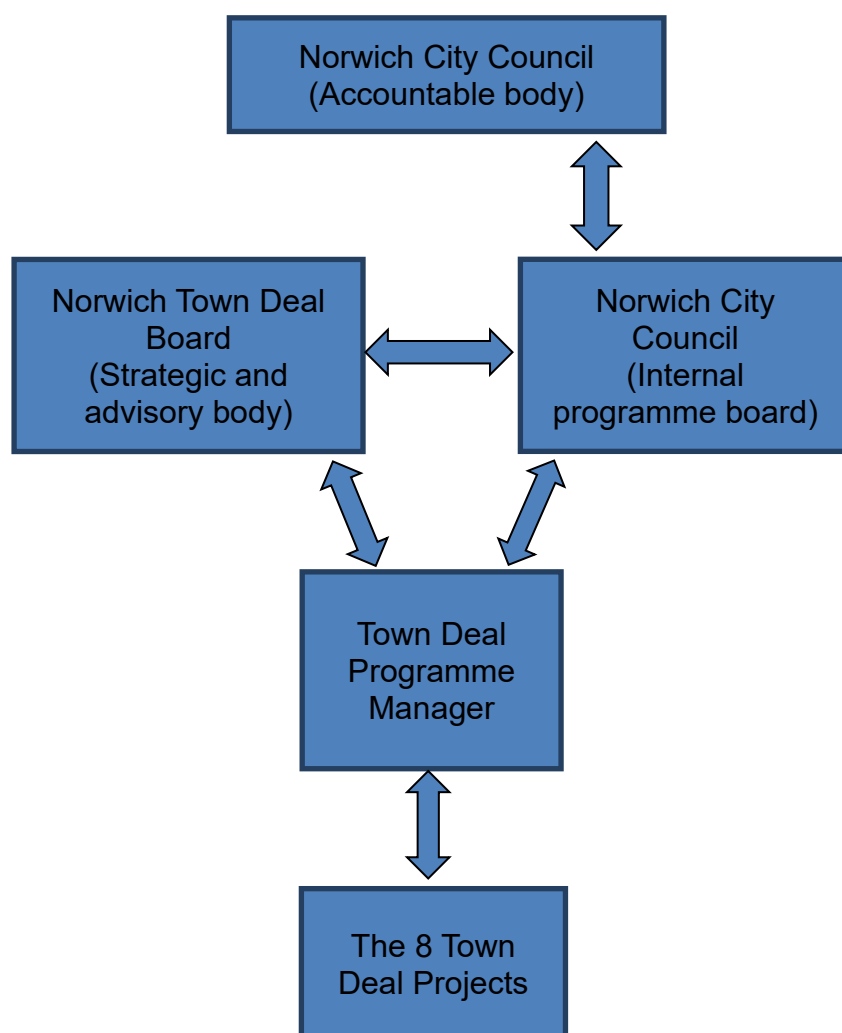 Norwich City Council
(Accountable body)
Norwich Town Deal
Board
(Strategic and
advisory body)
Norwich City
Council
(Internal
programme board)
Town Deal
Programme
Manager
The 8 Town
Deal Projects